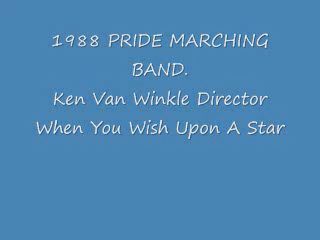 1988 PRIDE MARCHING
BAND.
Ken Van Winkle Director
When You Wish Upon A Star